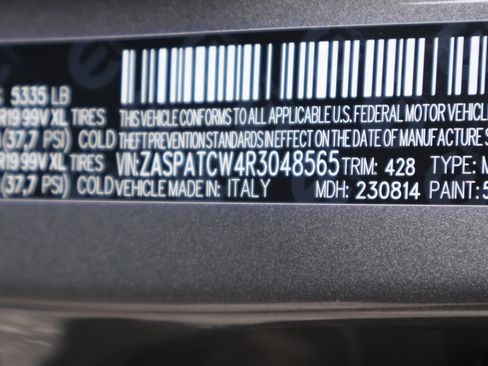 5335 LB
R19 99V XL TIRES THIS VEHICLE CONFORMS TO ALL APPLICABLE U.S. FEDERAL MOTOR VEHICLE
(37,7 PSI) COLD THEFT PREVENTION STANDARDS IN EFFECT ON THE DATE OF MANUFACTURE
R19 99V XL TIRES VIN: ZASPATCW4R3048565 TRIM: 428 TYPE: M
(37,7 PSI) COLD VEHICLE MADE IN: ITALY MDH: 230814 PAINT: 5